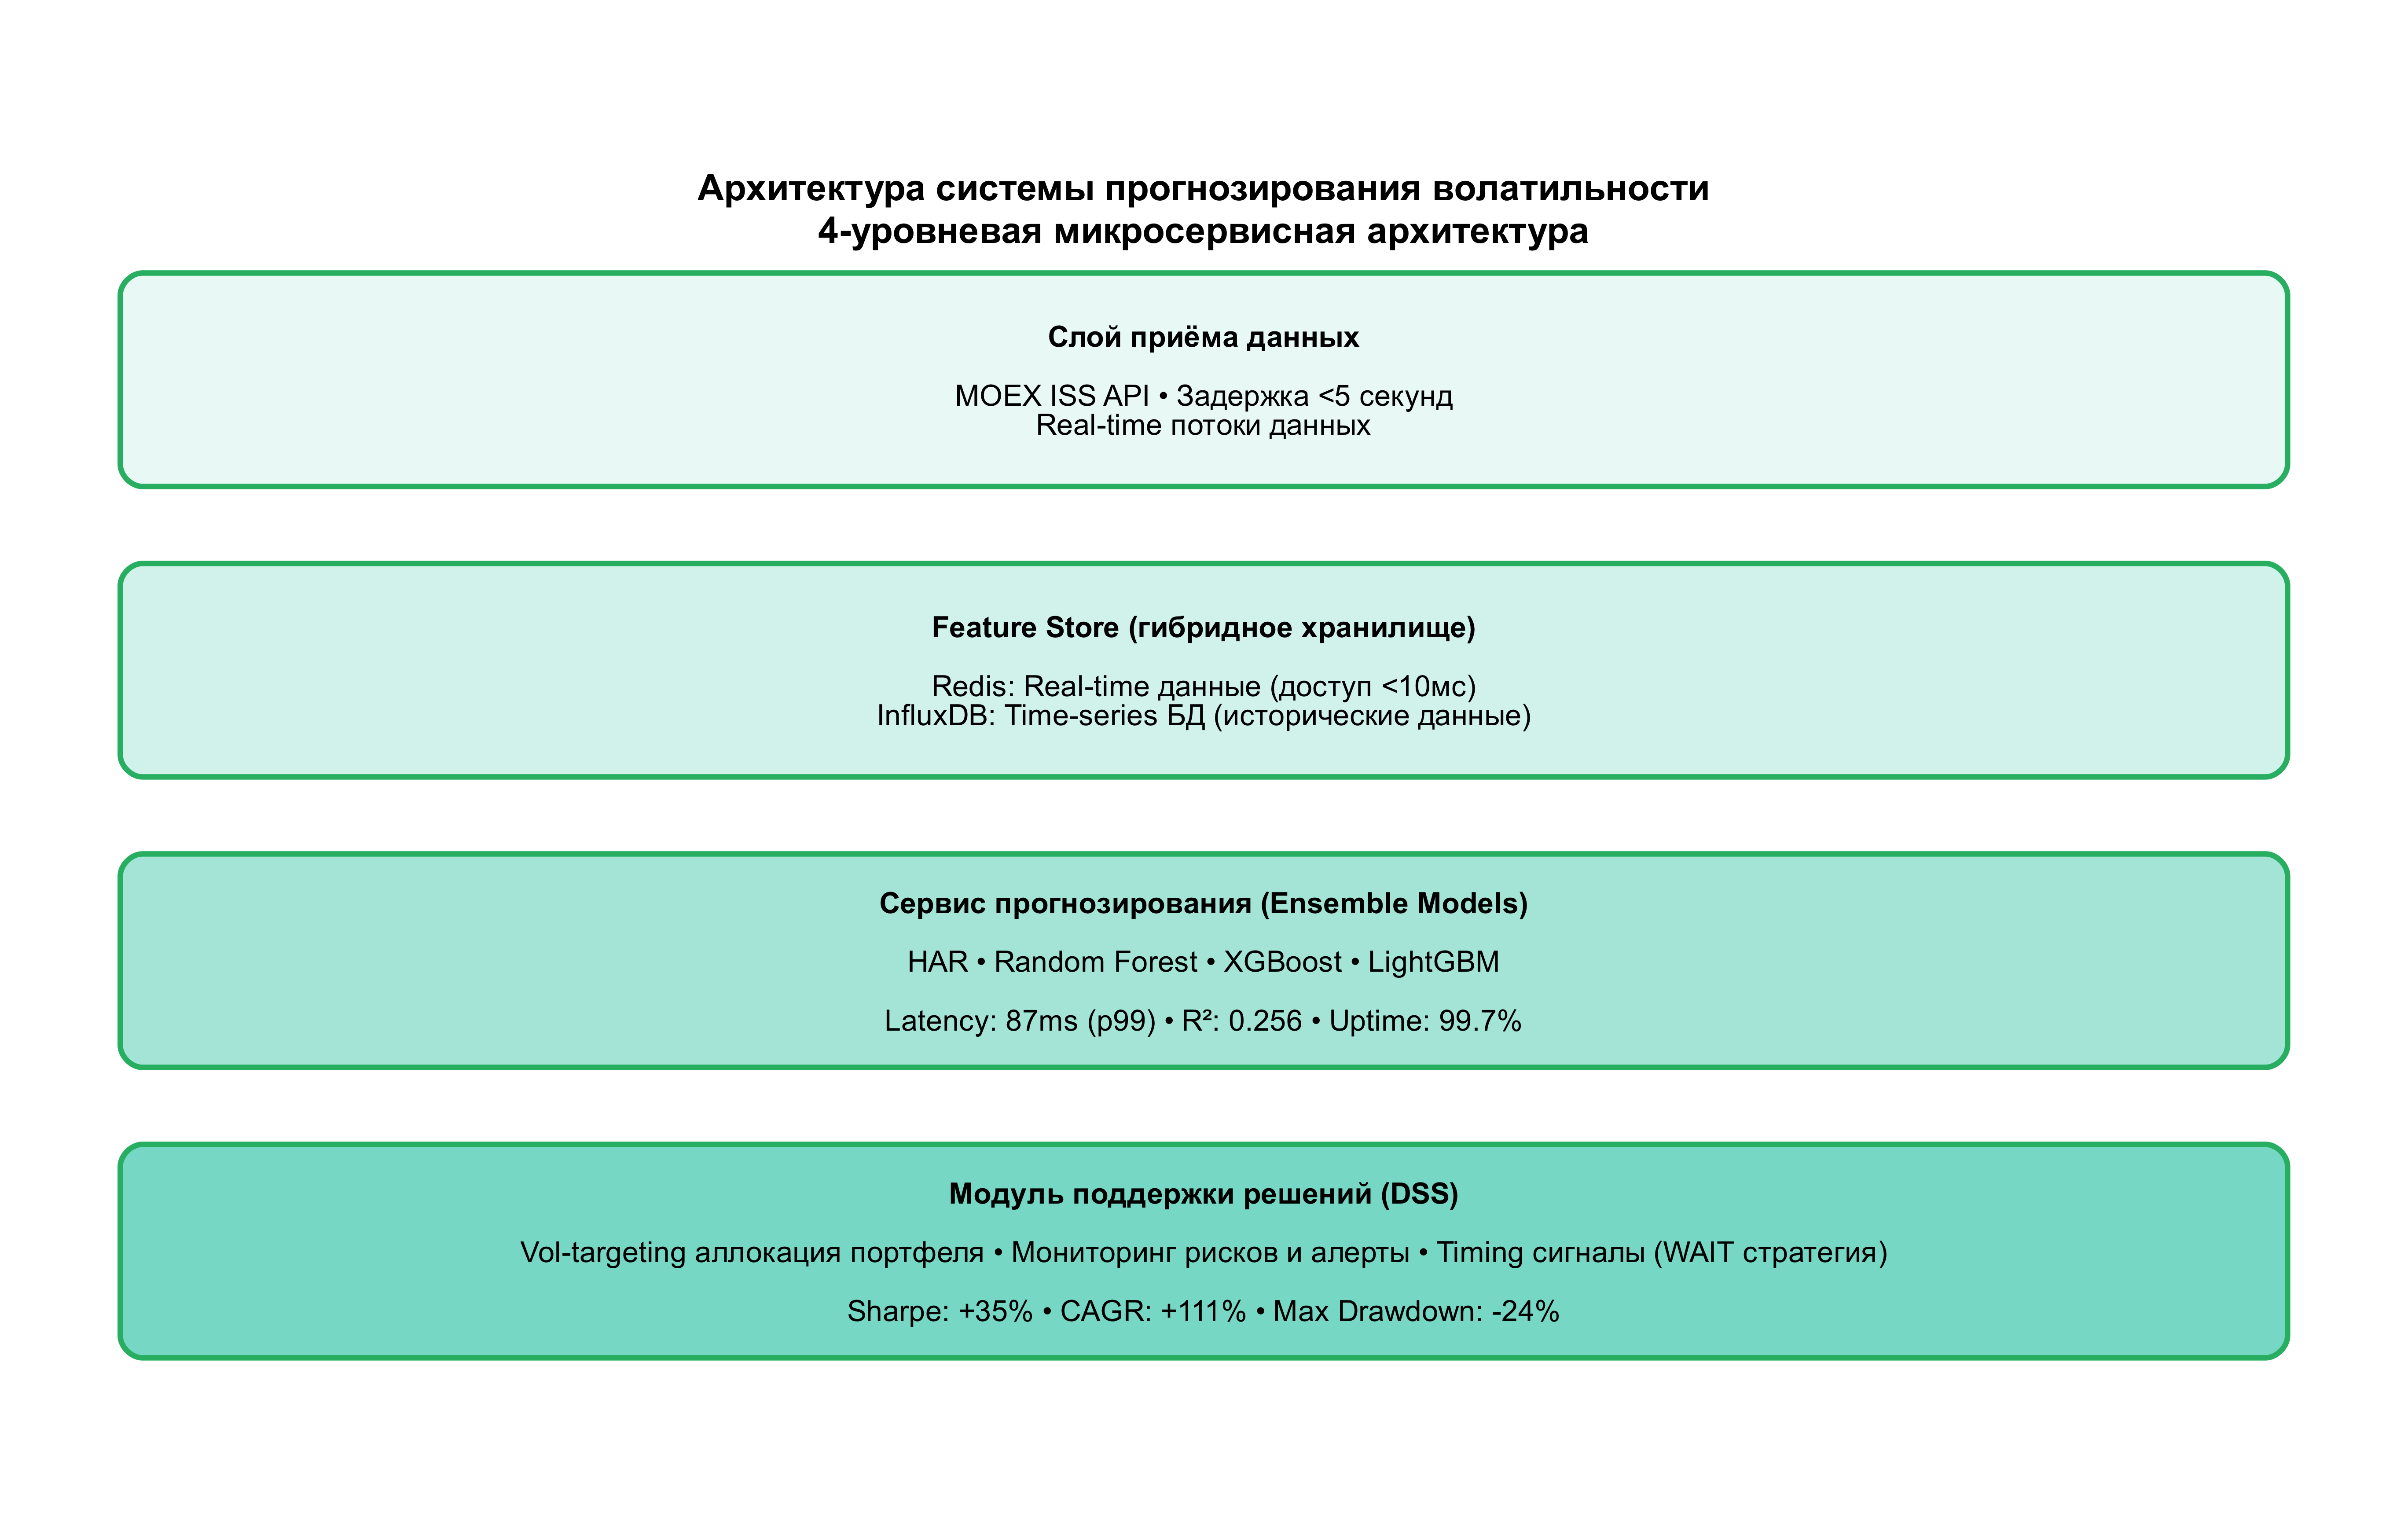 Архитектура системы прогнозирования волатильности
4-уровневая микросервисная архитектура
Слой приёма данных
MOEX ISS API • Задержка <5 секунд
Real-time потоки данных
Feature Store (гибридное хранилище)
Redis: Real-time данные (доступ <10мс)
InfluxDB: Time-series БД (исторические данные)
Сервис прогнозирования (Ensemble Models)
HAR • Random Forest • XGBoost • LightGBM
Latency: 87ms (p99) • R²: 0.256 • Uptime: 99.7%
Модуль поддержки решений (DSS)
Vol-targeting аллокация портфеля • Мониторинг рисков и алерты • Timing сигналы (WAIT стратегия)
Sharpe: +35% • CAGR: +111% • Max Drawdown: -24%